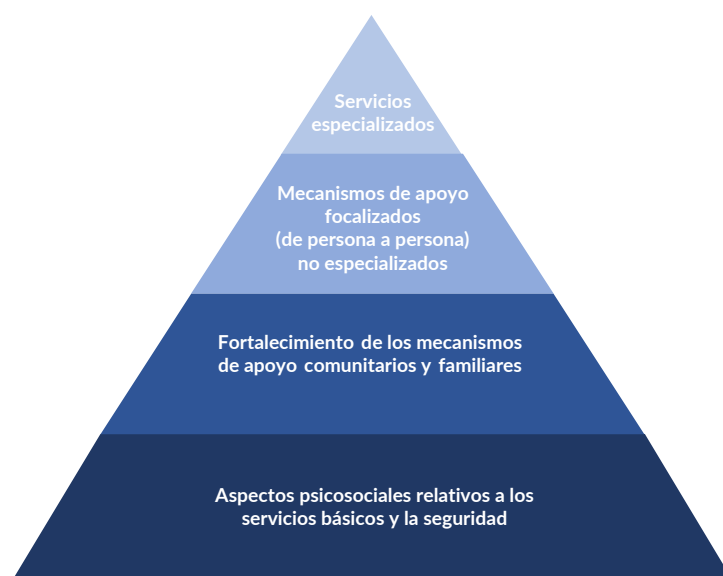 Servicios
especializados
Mecanismos de apoyo
focalizados
(de persona a persona)
no especializados
Fortalecimiento de los mecanismos
de apoyo comunitarios y familiares
Aspectos psicosociales relativos a los
servicios básicos y la seguridad